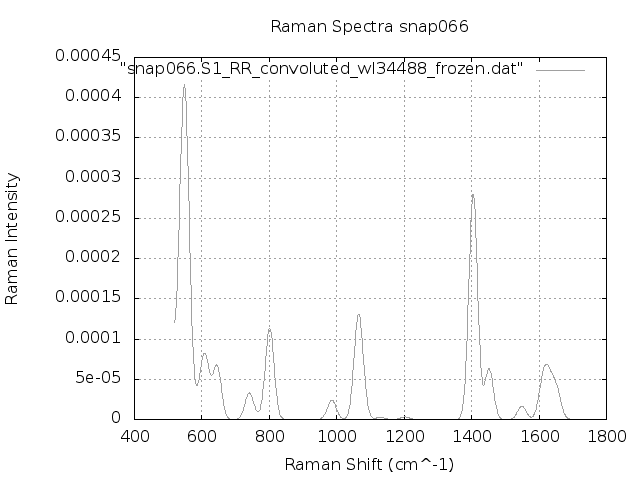 Raman Spectra snap066
"snap066.S1_RR_convoluted_wl34488_frozen.dat"
Raman Intensity
0.00045
0.0004
0.00035
0.0003
0.00025
0.0002
0.00015
0.0001
5e-05
0
400 600 800 1000 1200 1400 1600 1800
Raman Shift (cm^-1)